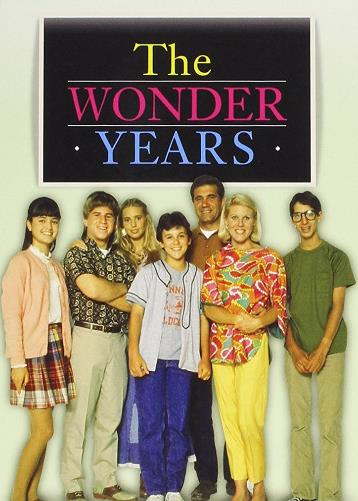 The
WONDER
· YEARS ·